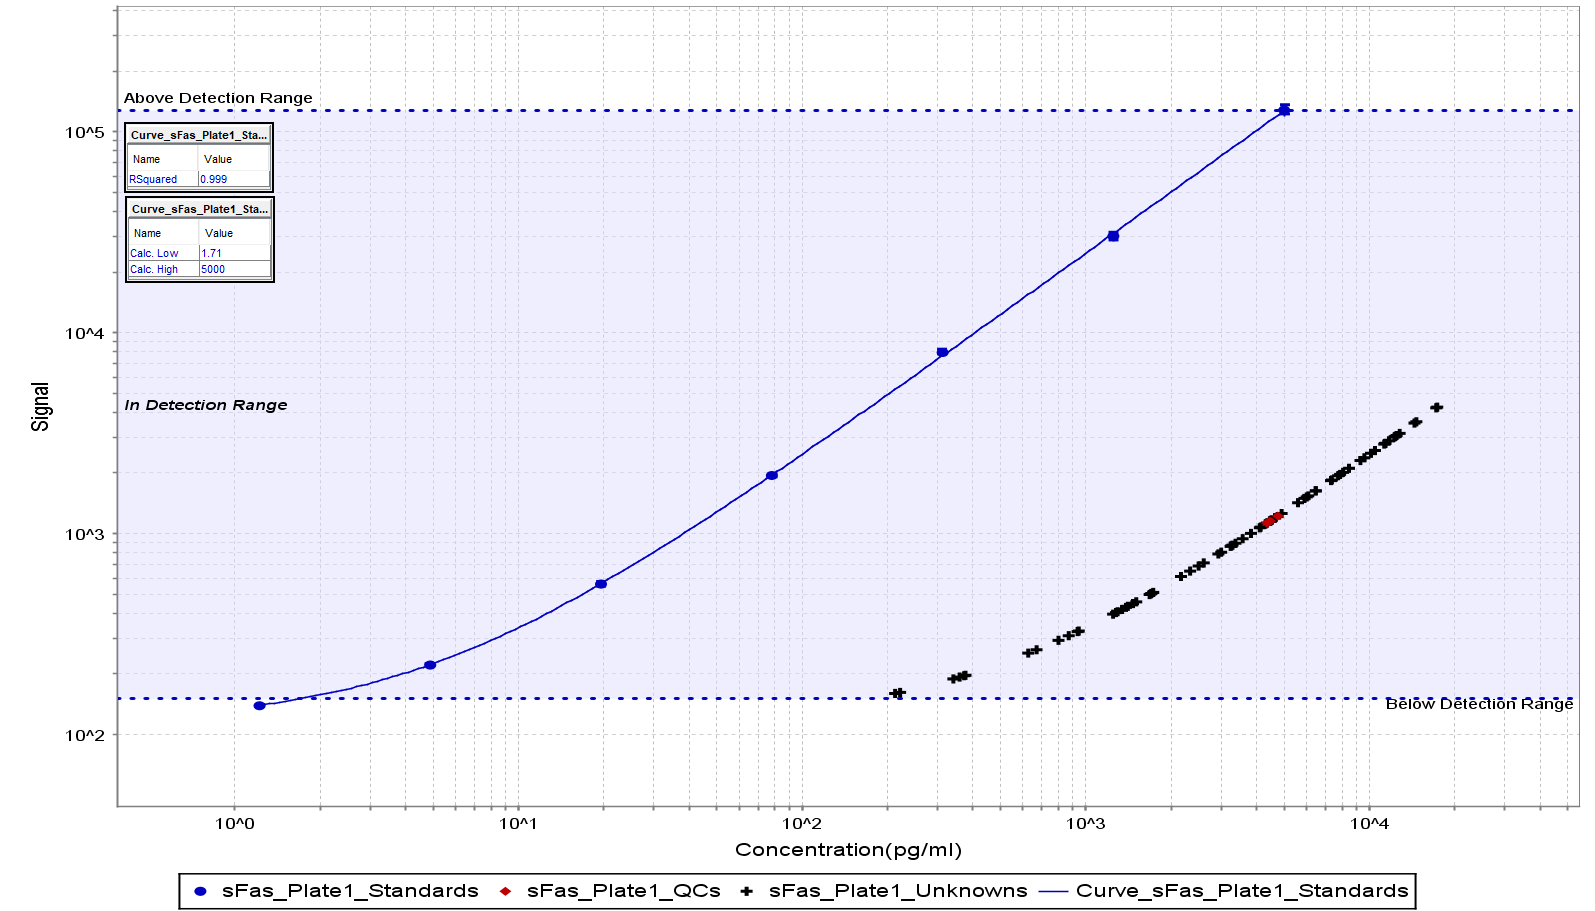 Above Detection Range
10^5
Curve_sFas_Plate1_Sta...
Name Value
RSquared 0.999
Curve_sFas_Plate1_Sta...
Name Value
Calc. Low 1.71
Calc. High 5000
10^4
In Detection Range
Signal
10^3
Below Detection Range
10^2
10^0 10^1 10^2 10^3 10^4
Concentration(pg/ml)
sFas_Plate1_Standards sFas_Plate1_QCs sFas_Plate1_Unknowns Curve_sFas_Plate1_Standards